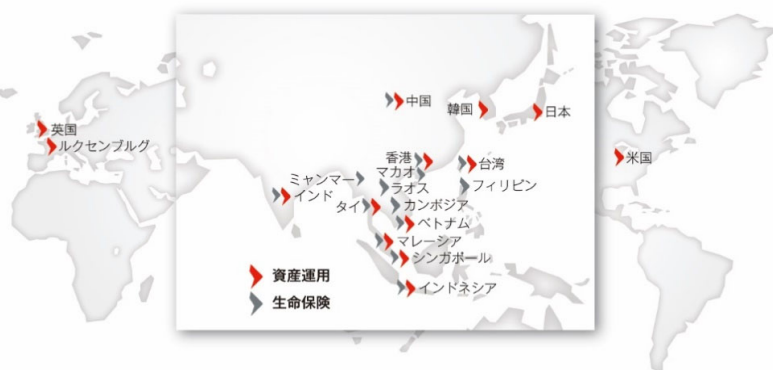 中国
韓国
日本
英国
ルクセンブルグ
香港
マカオ
台湾
米国
ミャンマー
ラオス
フィリピン
インド
タイ
カンボジア
ベトナム
マレーシア
シンガポール
インドネシア
資産運用
生命保険